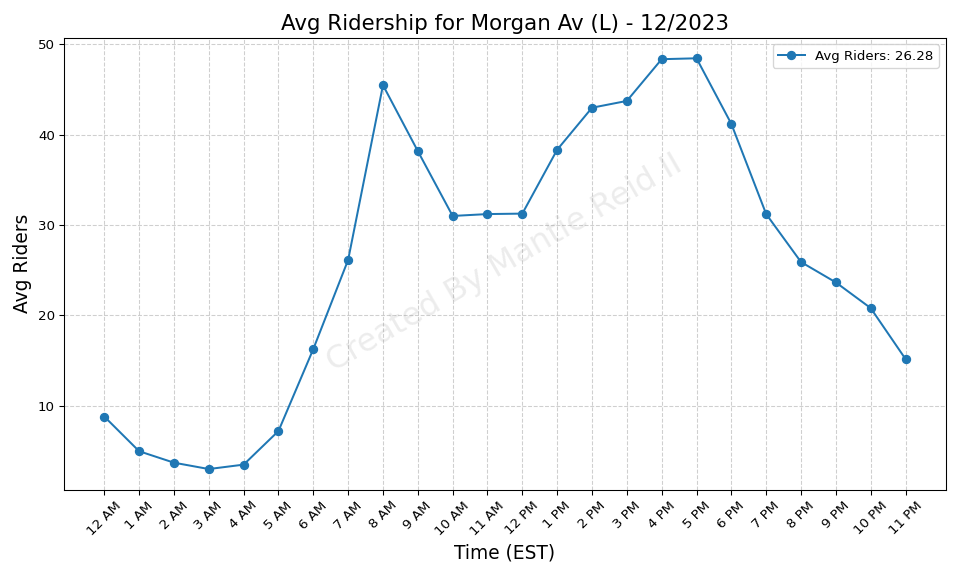 Avg Ridership for Morgan Av (L) - 12/2023
Avg Riders: 26.28
Avg Riders
50
40
30
20
10
Created By Mantle Reid II
12 AM
1 AM
2 AM
3 AM
4 AM
5 AM
6 AM
7 AM
8 AM
9 AM
10 AM
11 AM
12 PM
1 PM
2 PM
3 PM
4 PM
5 PM
6 PM
7 PM
8 PM
9 PM
10 PM
11 PM
Time (EST)